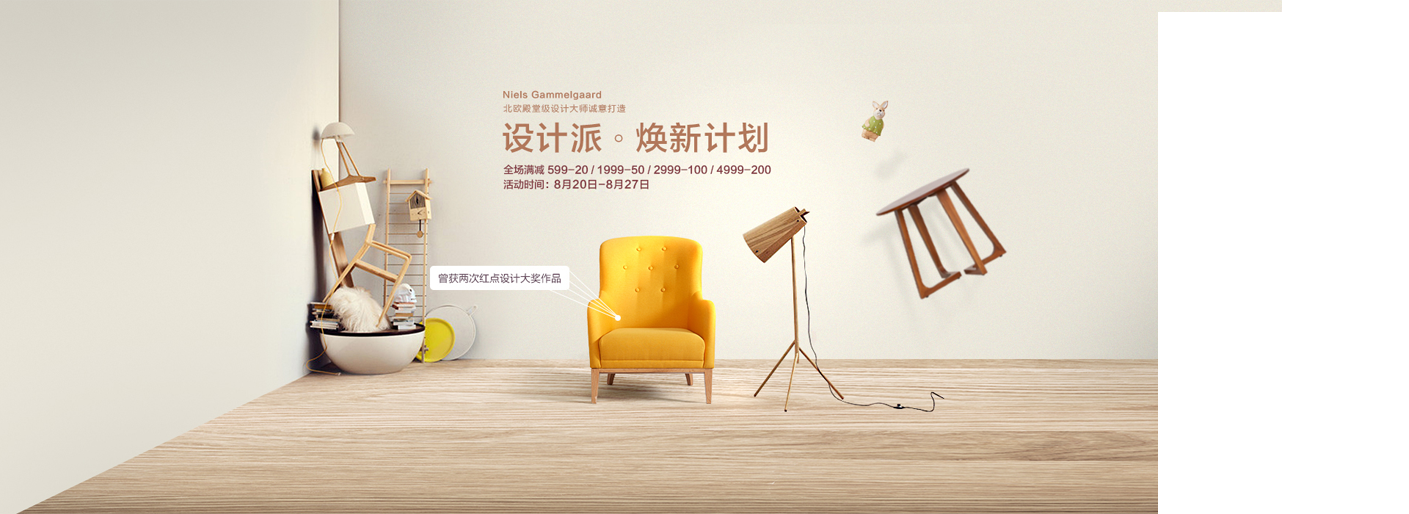 Niels Gammelgaard
北欧殿堂级设计大师诚意打造
设计派。焕新计划
全场满减 599-20 / 1999-50 / 2999-100 / 4999-200
活动时间：8月20日-8月27日
曾获两次红点设计大奖作品